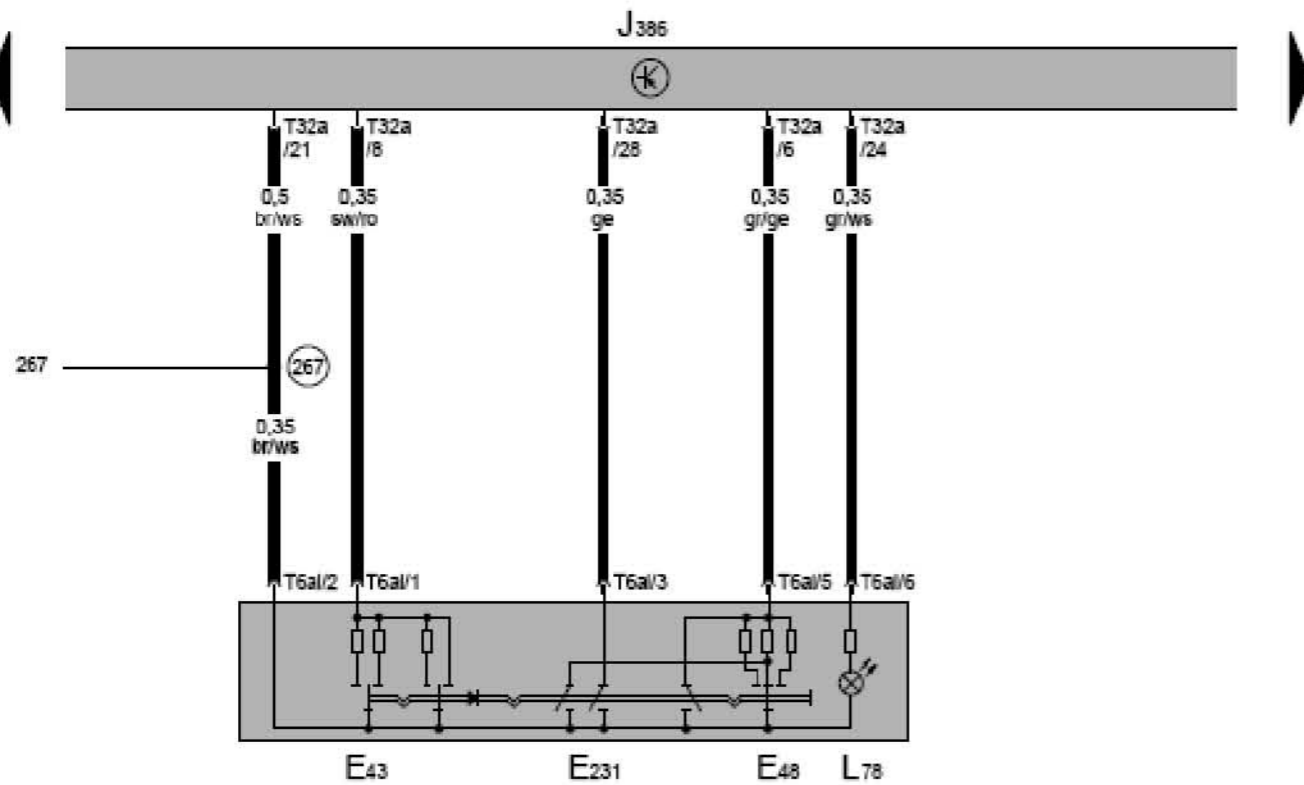 J386
T32a /21
T32a /8
T32a /28
T32a /6
T32a /24
0,5 br/ws
0,35 sw/ro
0,35 ge
0,35 gr/ge
0,35 gr/ws
267
267
0,35 br/ws
T6al/2
T6al/1
T6al/3
T6al/5
T6al/6
E43
E231
E48
L78